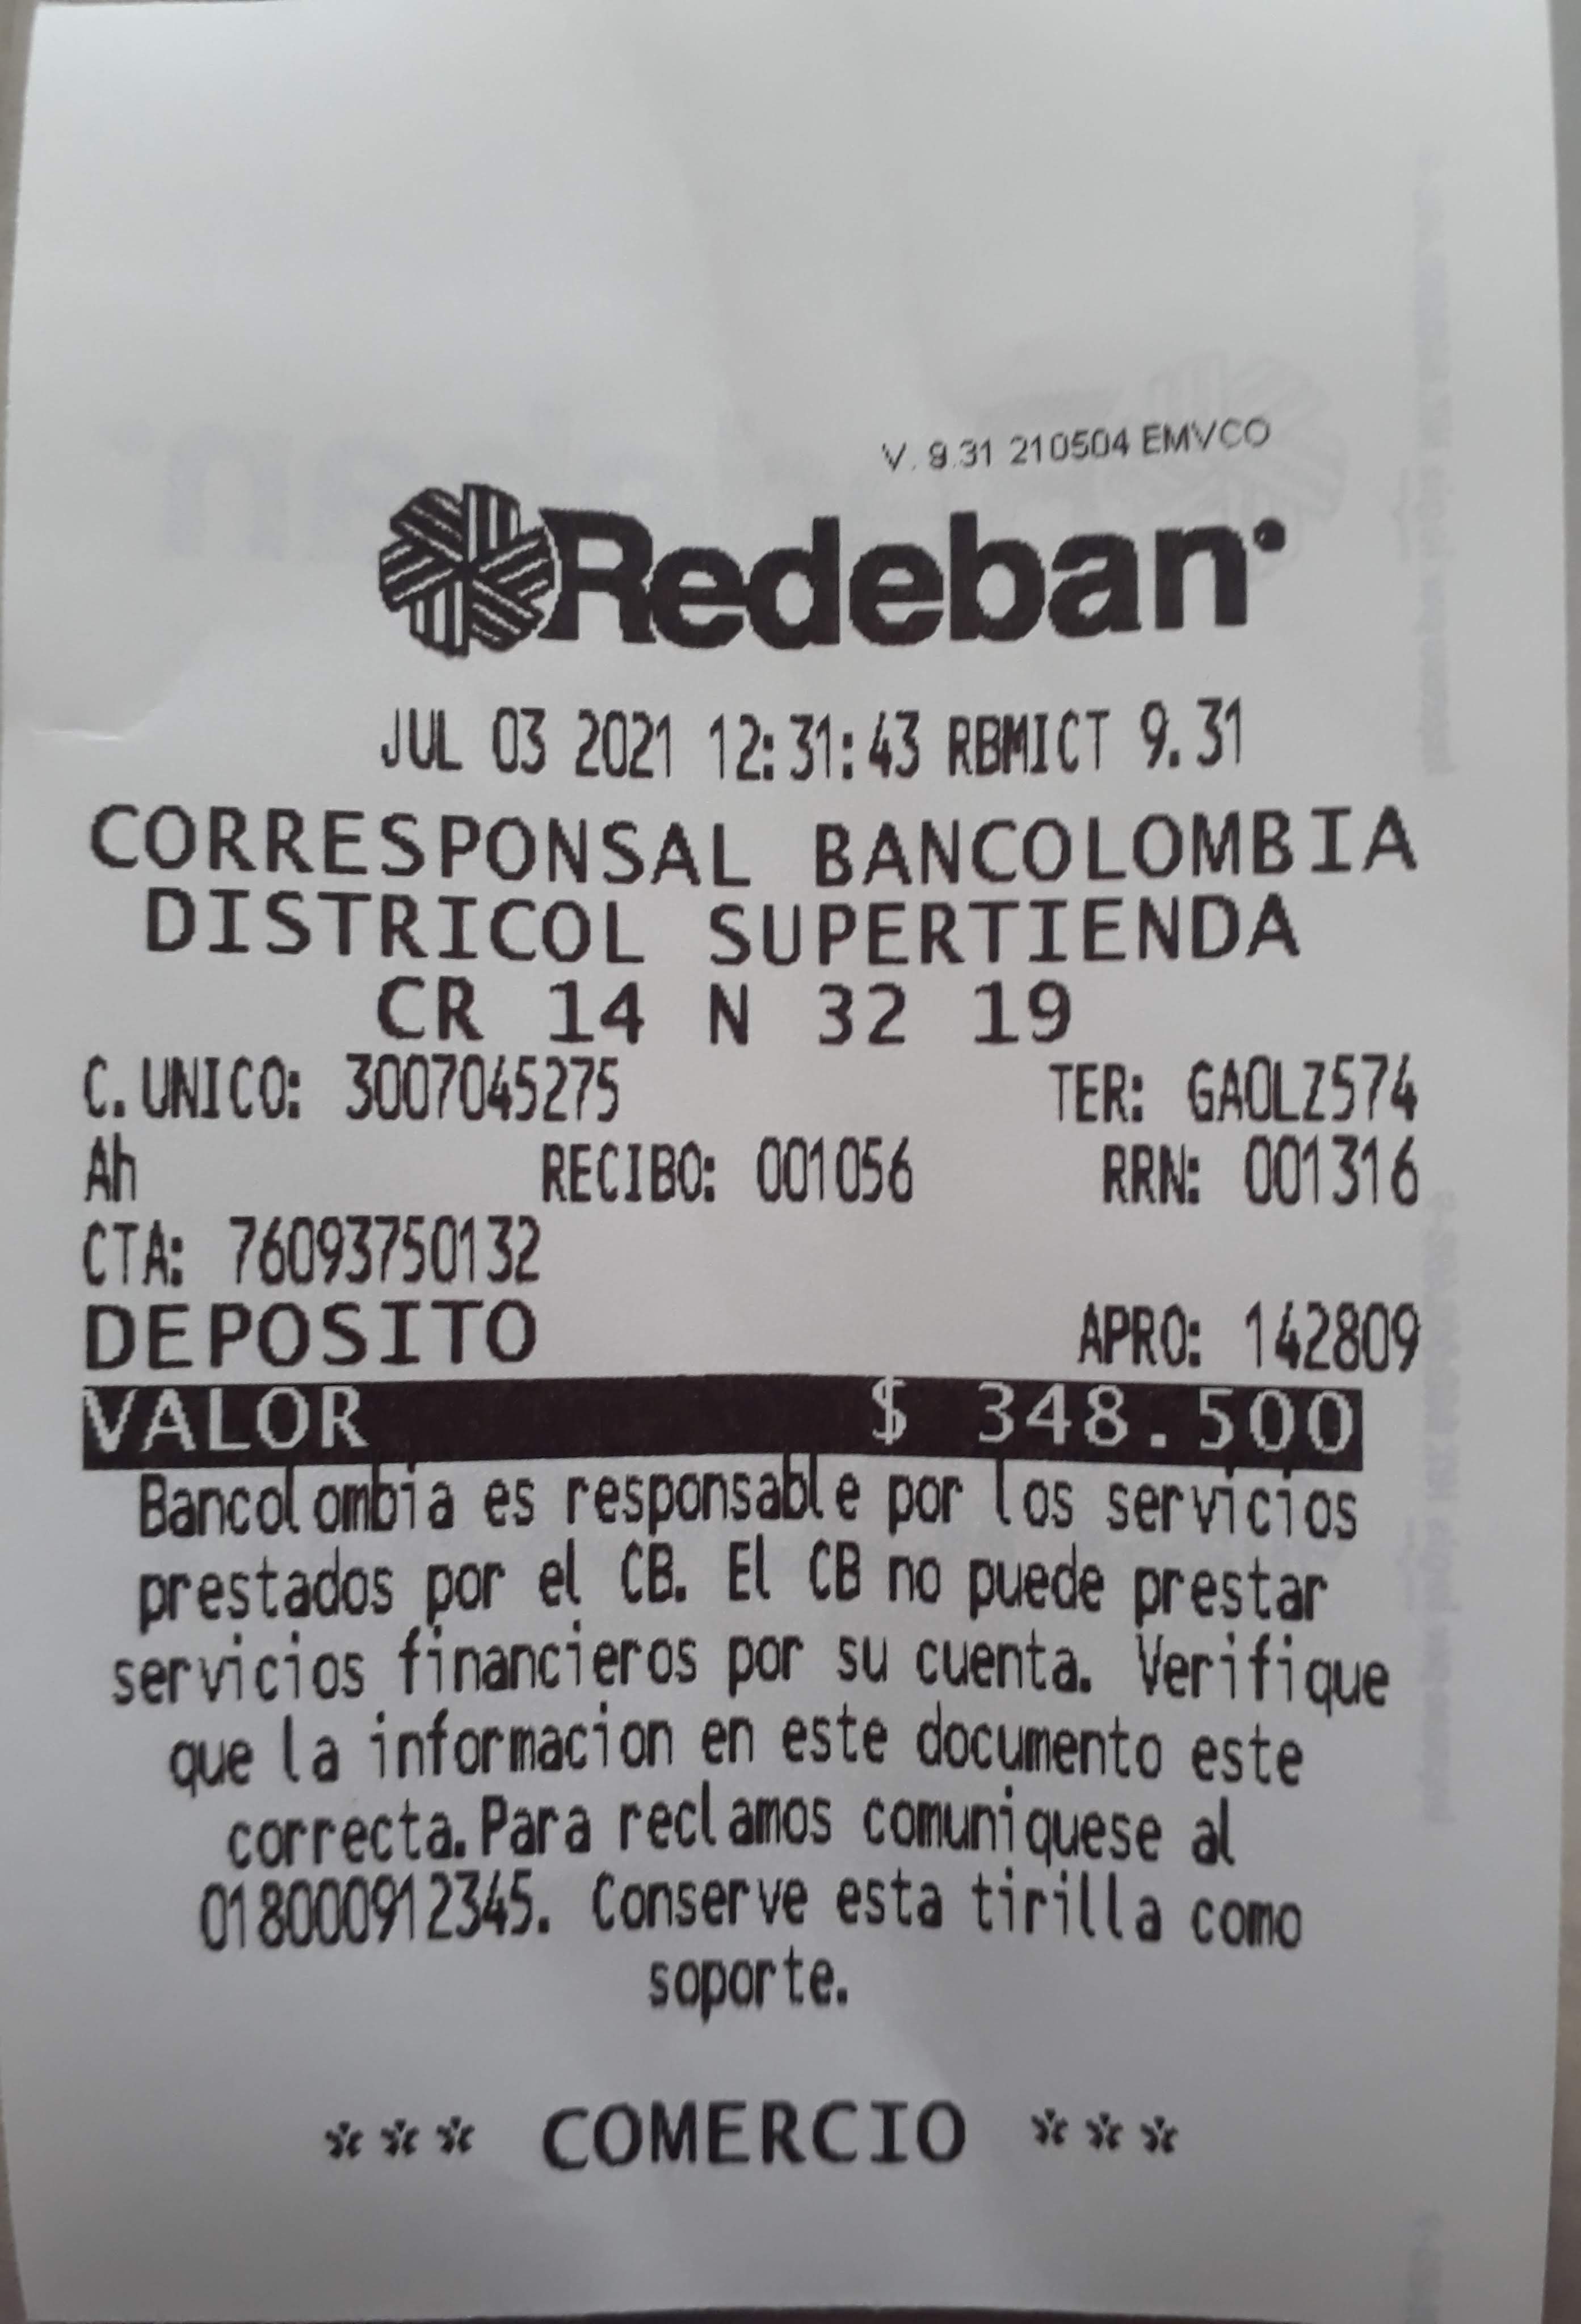 V. 9.31 210504 EMVCO
Redeban
JUL 03 2021 12:31:43 RBMICT 9.31
CORRESPONSAL BANCOLOMBIA
DISTRICOL SUPERTIENDA
CR 14 N 32 19
C. UNICO: 3007045275 TER: GAOLZ574
Ah RECIBO: 001056 RRN: 001316
CTA: 76093750132
DEPOSITO APRO: 142809
VALOR $ 348.500
Bancolombia es responsable por los servicios
prestados por el CB. El CB no puede prestar
servicios financieros por su cuenta. Verifique
que la informacion en este documento este
correcta. Para reclamos comuniquese al
018000912345. Conserve esta tirilla como
soporte.
*** COMERCIO ***